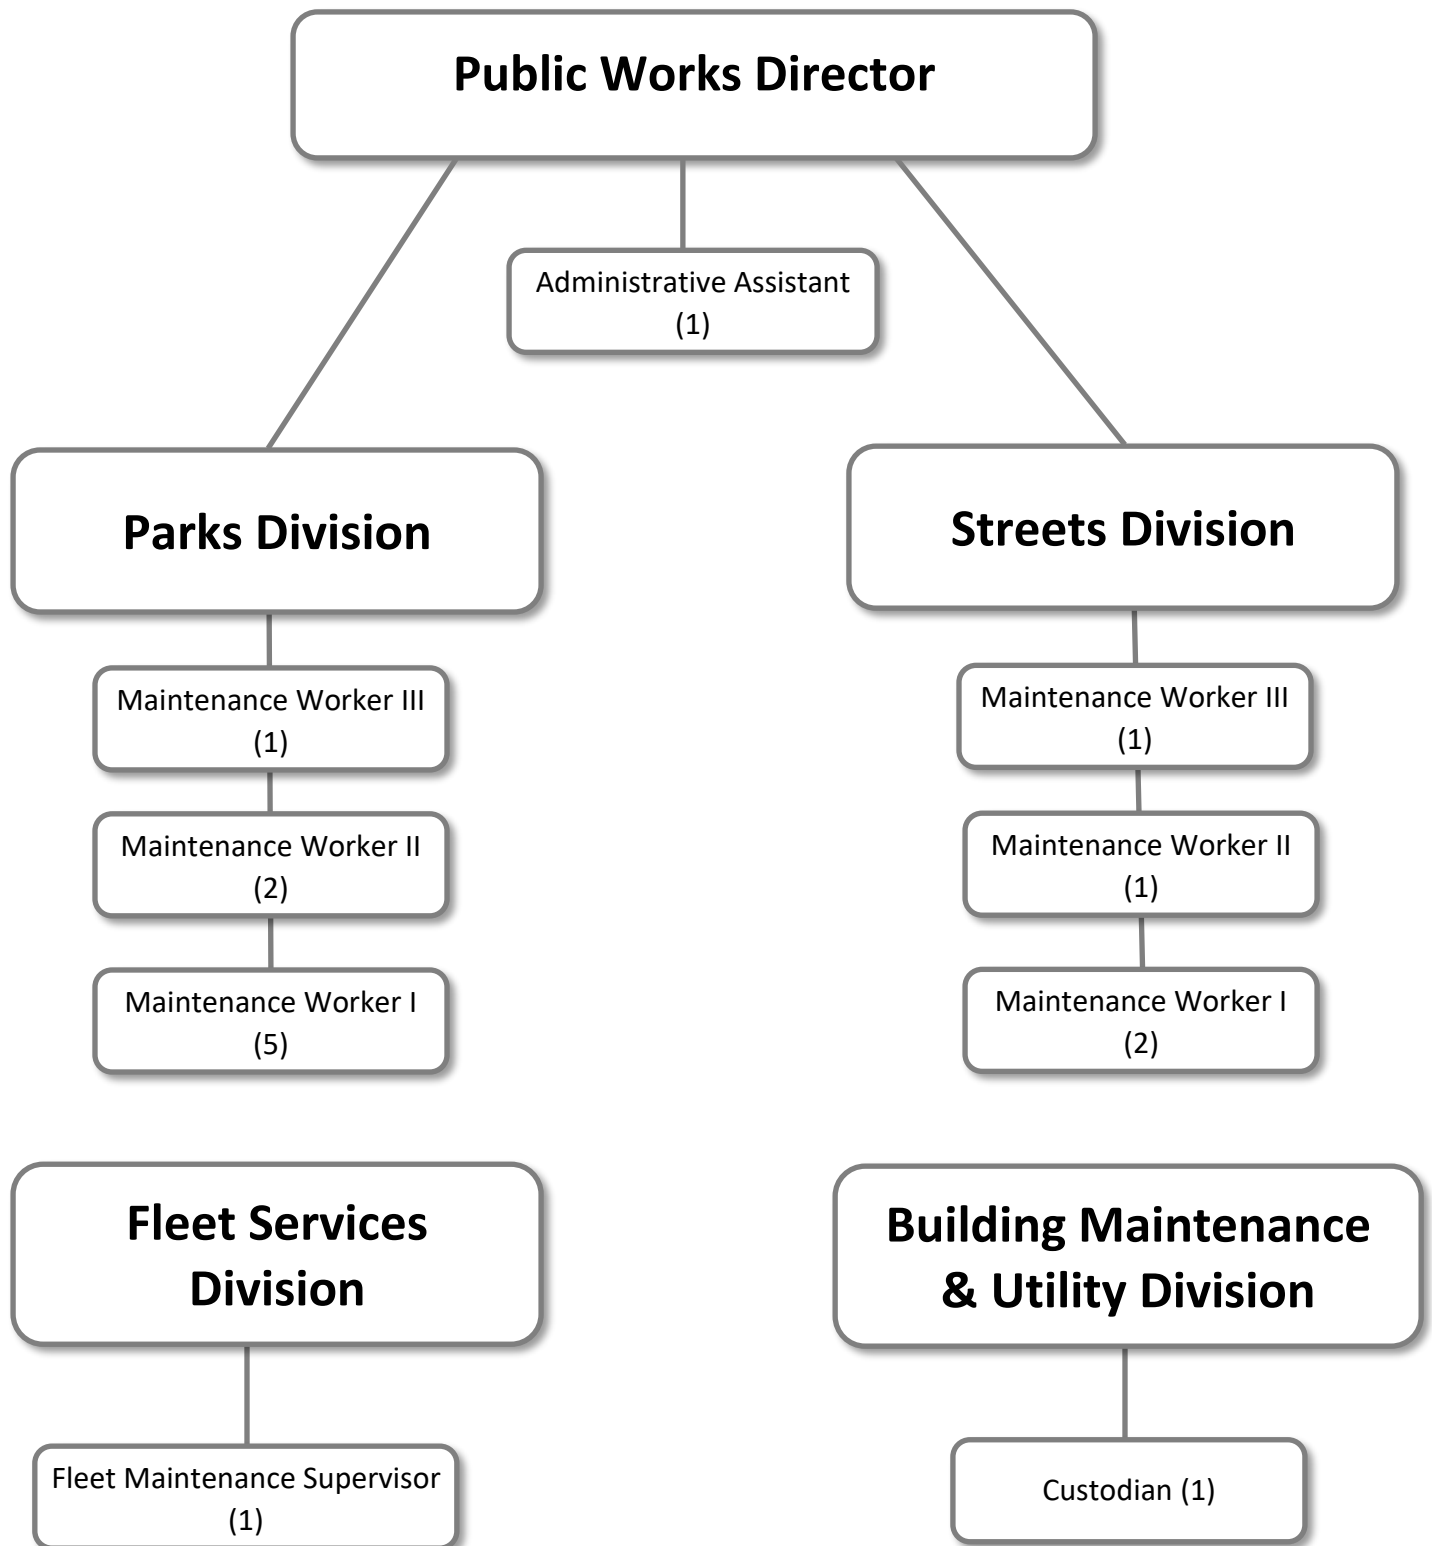 Public Works Director
Administrative Assistant
(1)
Parks Division
Streets Division
Maintenance Worker III
(1)
Maintenance Worker III
(1)
Maintenance Worker II
(2)
Maintenance Worker II
(1)
Maintenance Worker I
(5)
Maintenance Worker I
(2)
Fleet Services
Division
Building Maintenance
& Utility Division
Fleet Maintenance Supervisor
(1)
Custodian (1)